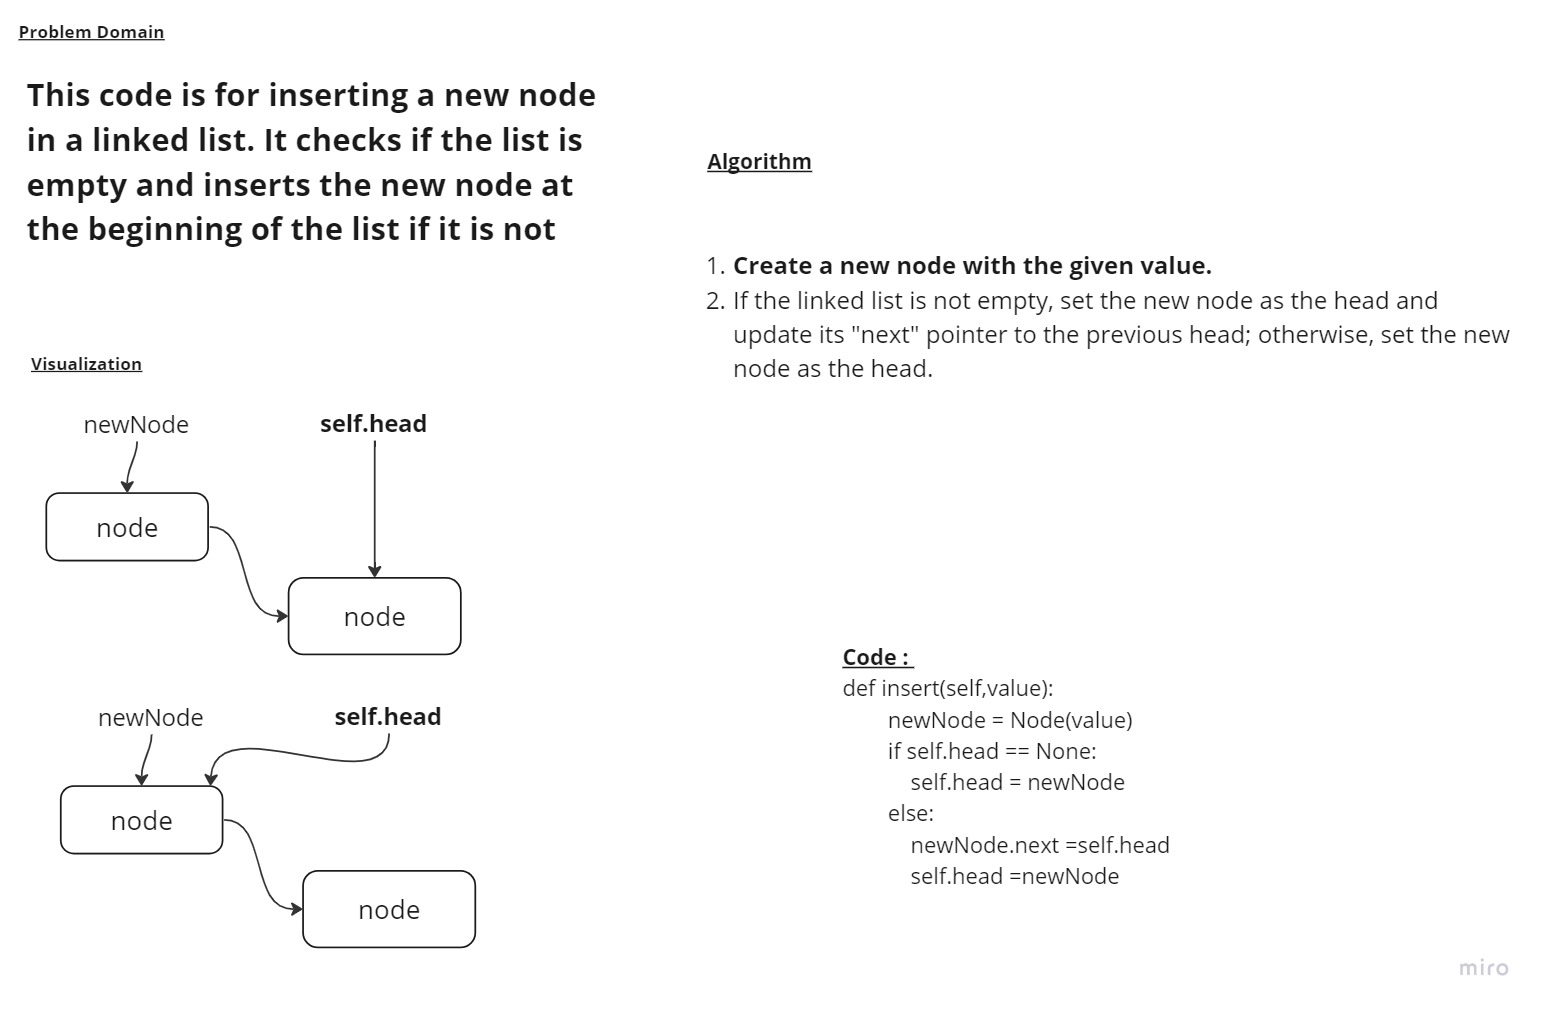 Problem Domain
This code is for inserting a new node
in a linked list. It checks if the list is
empty and inserts the new node at
the beginning of the list if it is not
Visualization
newNode
self.head
node
node
newNode
self.head
node
node
Algorithm
1. Create a new node with the given value.
2. If the linked list is not empty, set the new node as the head and
update its "next" pointer to the previous head; otherwise, set the new
node as the head.
Code :
def insert(self,value):
newNode = Node(value)
if self.head == None:
self.head = newNode
else:
newNode.next =self.head
self.head =newNode
miro